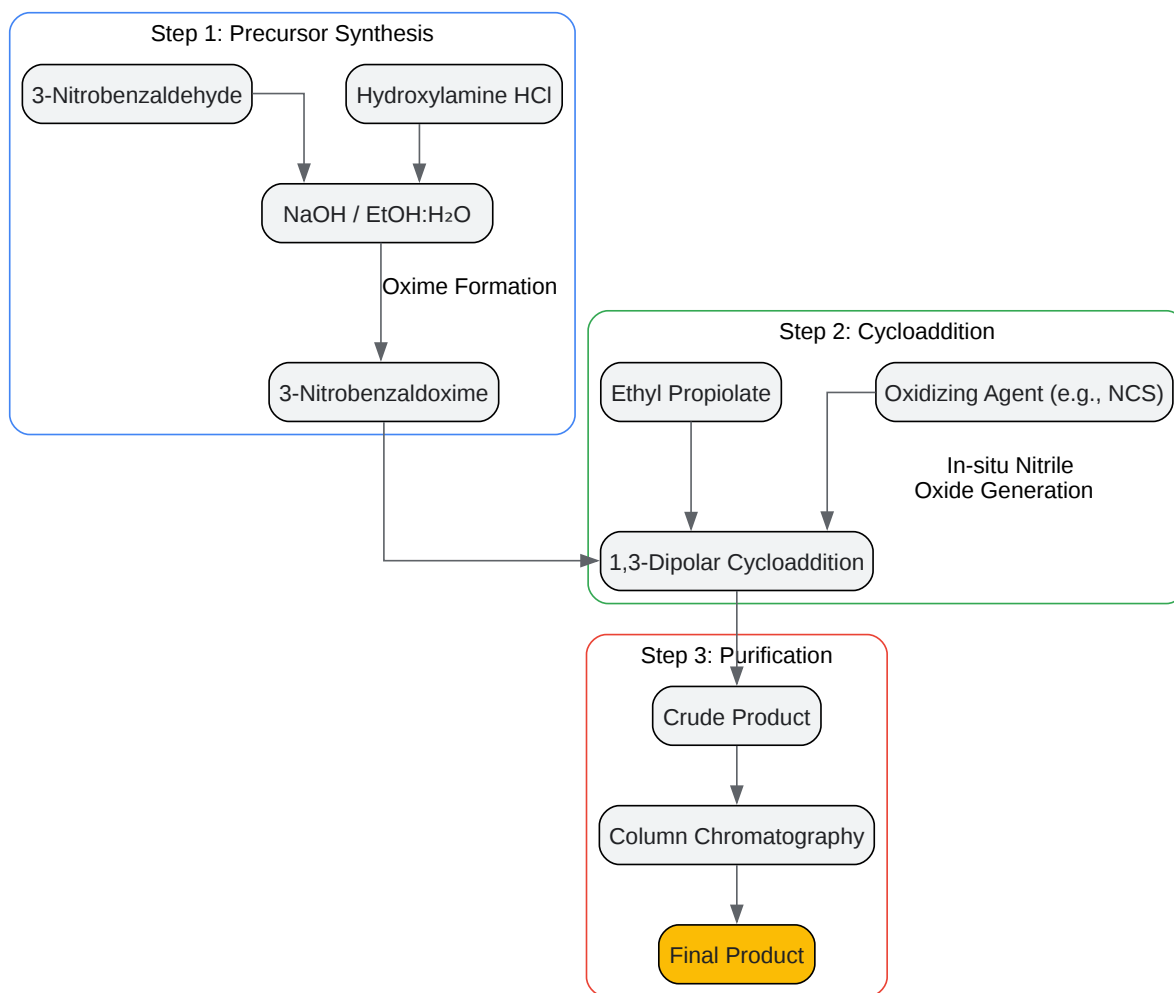 Step 1: Precursor Synthesis
3-Nitrobenzaldehyde
Hydroxylamine HCl
NaOH / EtOH:H₂O
Oxime Formation
3-Nitrobenzaldoxime
Step 2: Cycloaddition
Ethyl Propiolate
Oxidizing Agent (e.g., NCS)
In-situ Nitrile
Oxide Generation
1,3-Dipolar Cycloaddition
Step 3: Purification
Crude Product
Column Chromatography
Final Product